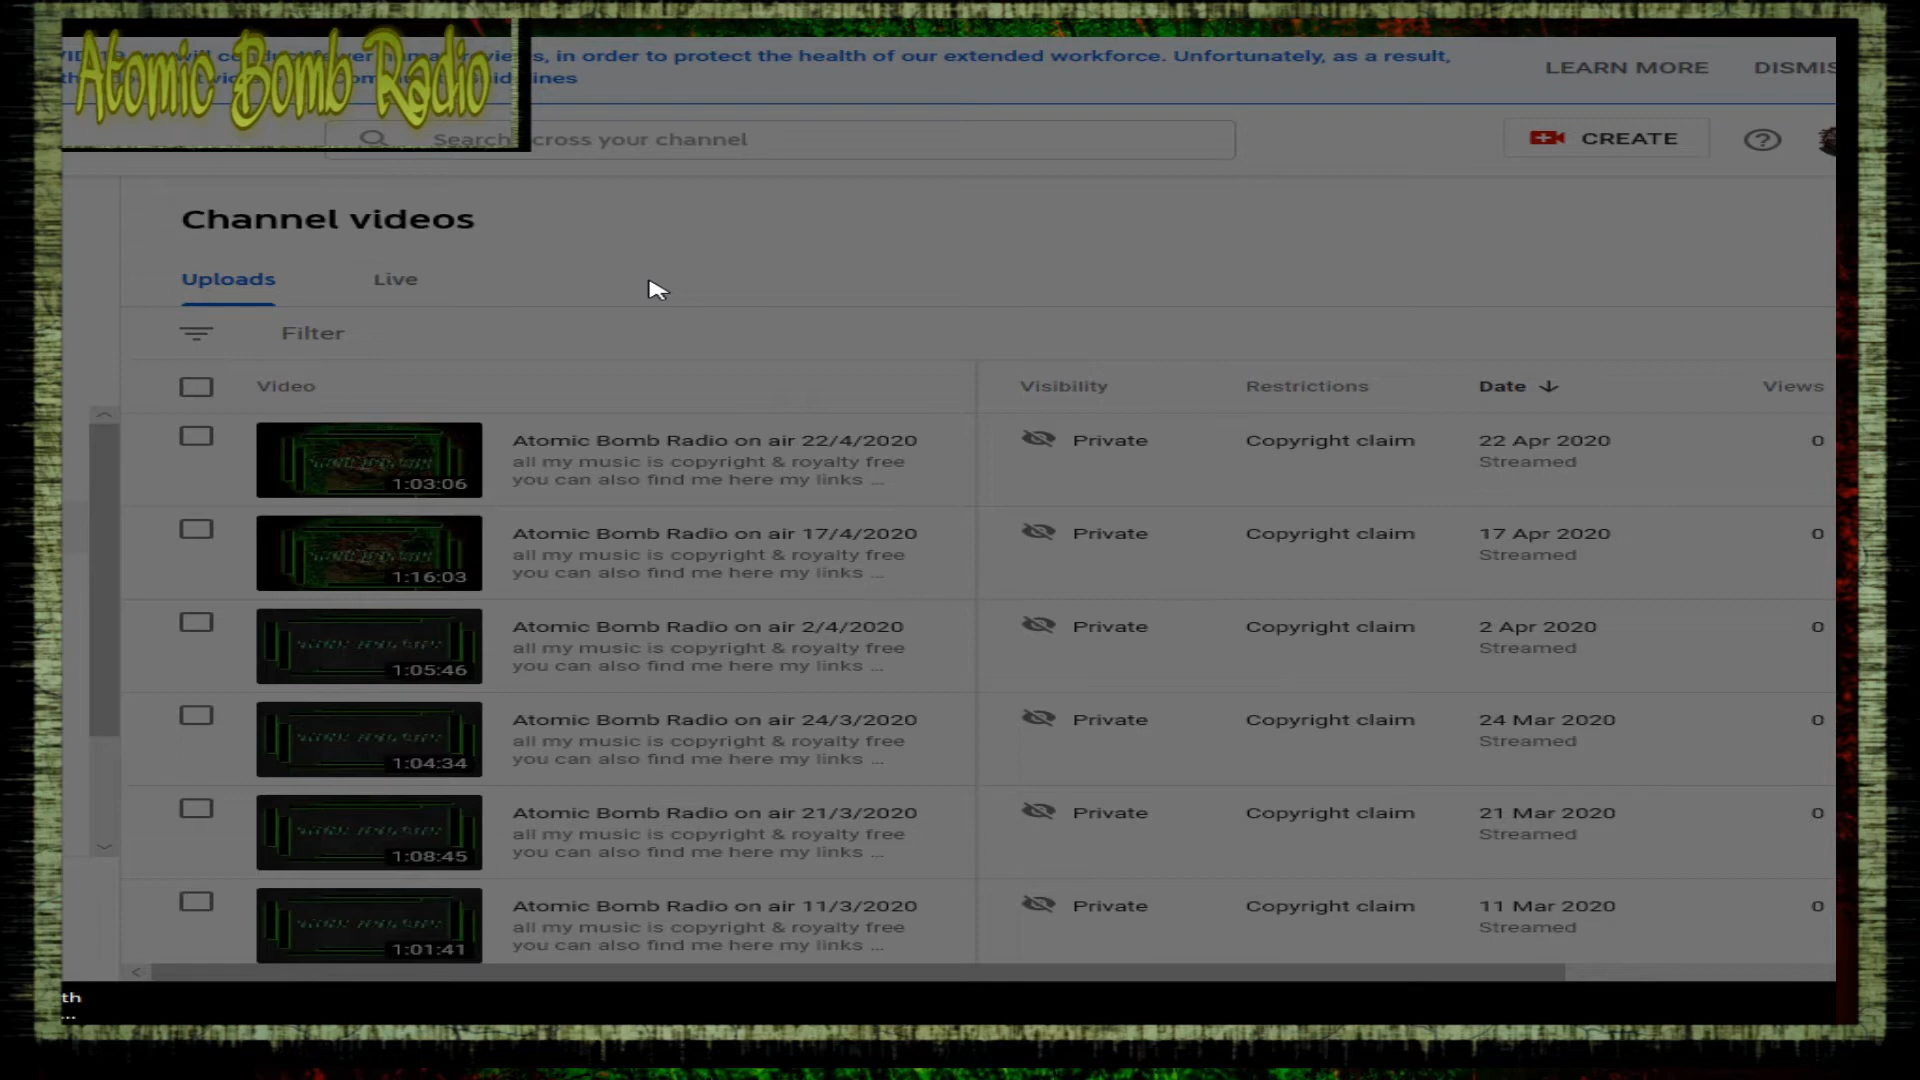 Atomic Bomb Radio
in order to protect the health of our extended workforce. Unfortunately, as a result,
LEARN MORE
DISMIS
Search across your channel
CREATE
Channel videos
Uploads
Live
Filter
Video
Visibility
Restrictions
Date
Views
1:03:06
Atomic Bomb Radio on air 22/4/2020
all my music is copyright & royalty free
you can also find me here my links ...
Private
Copyright claim
22 Apr 2020
Streamed
0
1:16:03
Atomic Bomb Radio on air 17/4/2020
all my music is copyright & royalty free
you can also find me here my links ...
Private
Copyright claim
17 Apr 2020
Streamed
0
1:05:46
Atomic Bomb Radio on air 2/4/2020
all my music is copyright & royalty free
you can also find me here my links ...
Private
Copyright claim
2 Apr 2020
Streamed
0
1:04:34
Atomic Bomb Radio on air 24/3/2020
all my music is copyright & royalty free
you can also find me here my links ...
Private
Copyright claim
24 Mar 2020
Streamed
0
1:08:45
Atomic Bomb Radio on air 21/3/2020
all my music is copyright & royalty free
you can also find me here my links ...
Private
Copyright claim
21 Mar 2020
Streamed
0
1:01:41
Atomic Bomb Radio on air 11/3/2020
all my music is copyright & royalty free
you can also find me here my links ...
Private
Copyright claim
11 Mar 2020
Streamed
0
th
...